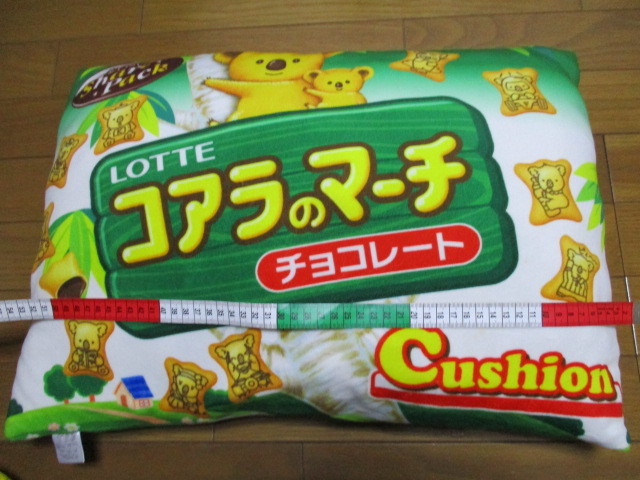 Share
Pack
LOTTE
コアラのマーチ
チョコレート
Cushion